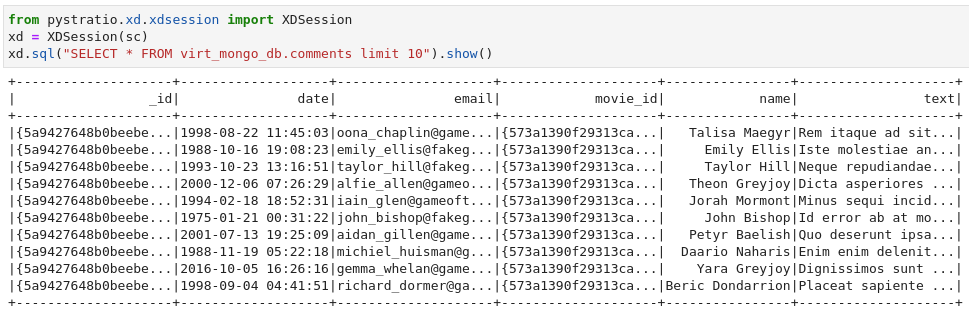 from pystratio.xd.xdsession import XDSession
xd = XDSession(sc)
xd.sql("SELECT * FROM virt_mongo_db.comments limit 10").show()
+--------------------+-------------------+--------------------+--------------------+----------------+--------------------+
|                 _id|               date|               email|            movie_id|            name|                text|
+--------------------+-------------------+--------------------+--------------------+----------------+--------------------+
|{5a9427648b0beebe...|1998-08-22 11:45:03|oona_chaplin@game...|{573a1390f29313ca...|   Talisa Maegyr|Rem itaque ad sit...|
|{5a9427648b0beebe...|1988-10-16 19:08:23|emily_ellis@fakeg...|{573a1390f29313ca...|     Emily Ellis|Iste molestiae an...|
|{5a9427648b0beebe...|1993-10-23 13:16:51|taylor_hill@fakeg...|{573a1390f29313ca...|     Taylor Hill|Neque repudiandae...|
|{5a9427648b0beebe...|2000-12-06 07:26:29|alfie_allen@gameo...|{573a1390f29313ca...|   Theon Greyjoy|Dicta asperiores ...|
|{5a9427648b0beebe...|1994-02-18 18:52:31|iain_glen@gameoft...|{573a1390f29313ca...|   Jorah Mormont|Minus sequi incid...|
|{5a9427648b0beebe...|1975-01-21 00:31:22|john_bishop@fakeg...|{573a1390f29313ca...|     John Bishop|Id error ab at mo...|
|{5a9427648b0beebe...|2001-07-13 19:25:09|aidan_gillen@game...|{573a1390f29313ca...|   Petyr Baelish|Quo deserunt ipsa...|
|{5a9427648b0beebe...|1988-11-19 05:22:18|michiel_huisman@g...|{573a1390f29313ca...|  Daario Naharis|Enim enim delenit...|
|{5a9427648b0beebe...|2016-10-05 16:26:16|gemma_whelan@game...|{573a1390f29313ca...|    Yara Greyjoy|Dignissimos sunt ...|
|{5a9427648b0beebe...|1998-09-04 04:41:51|richard_dormer@ga...|{573a1390f29313ca...|Beric Dondarrion|Placeat sapiente ...|
+--------------------+-------------------+--------------------+--------------------+----------------+--------------------+